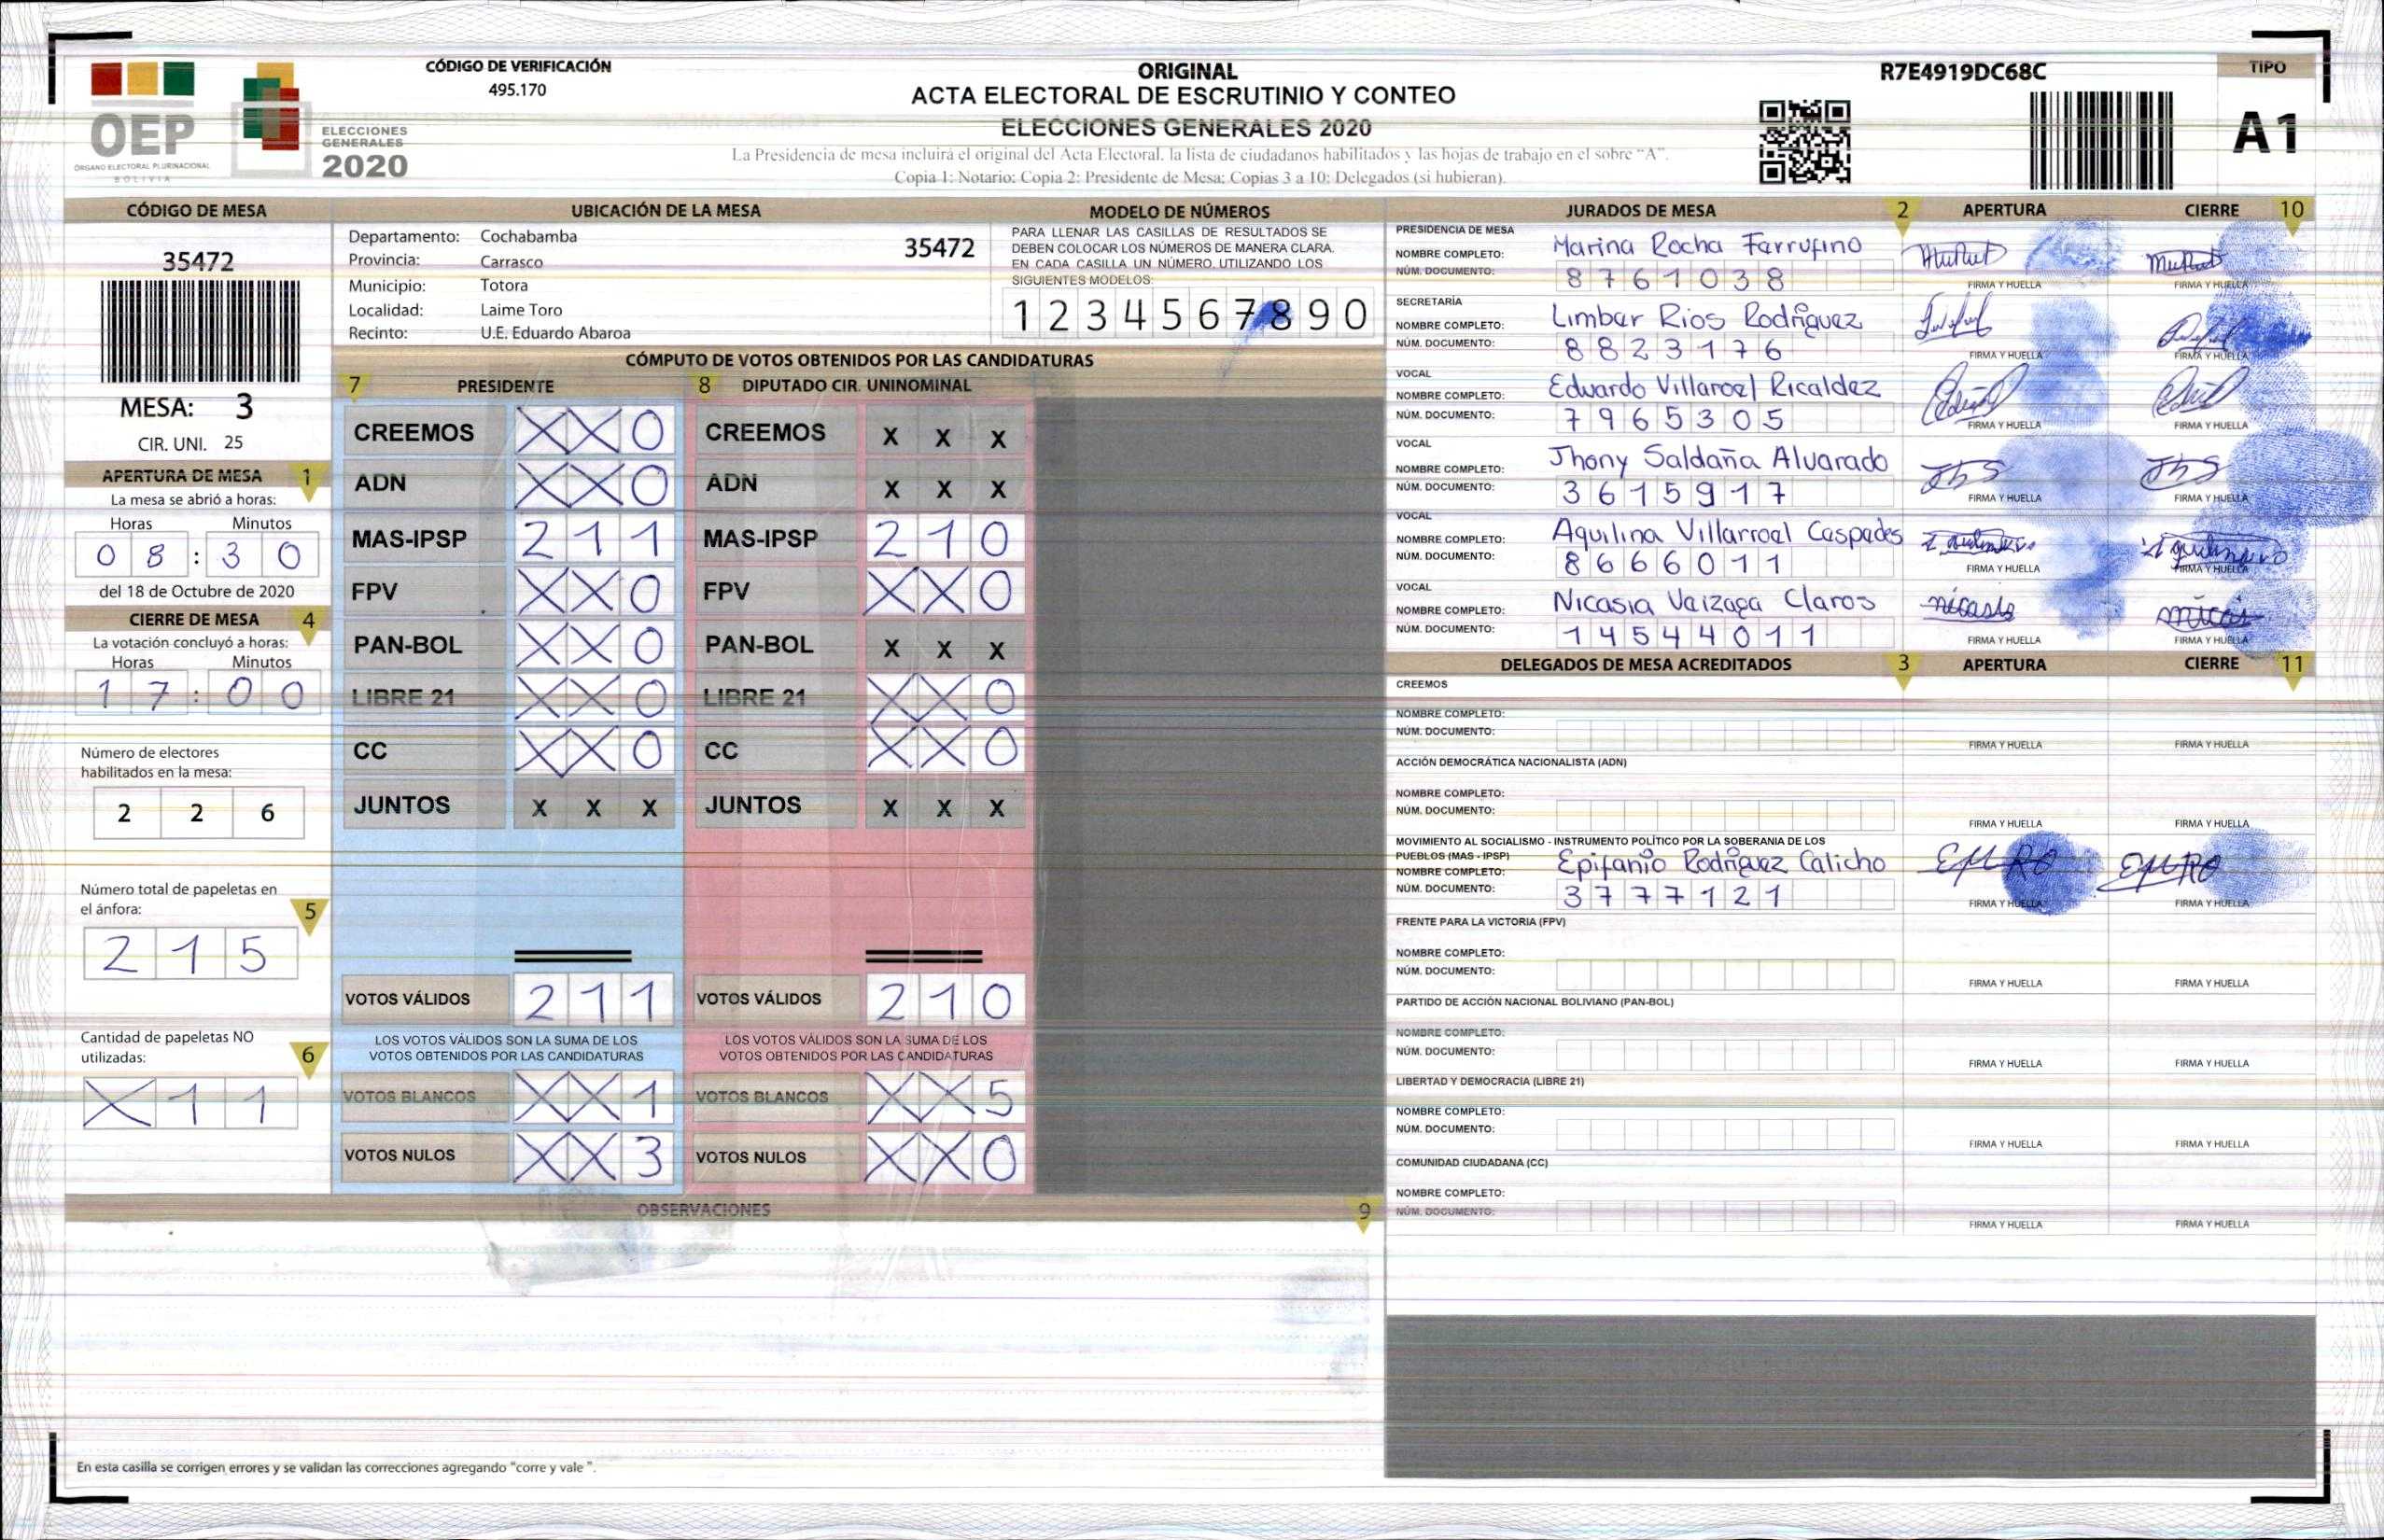 CÓDIGO DE VERIFICACIÓN
495.170
ORIGINAL
ACTA ELECTORAL DE ESCRUTINIO Y CONTEO
ELECCIONES GENERALES 2020
La Presidencia de mesa incluirá el original del Acta Electoral, la lista de ciudadanos habilitados y las hojas de trabajo en el sobre "A".
Copia 1: Notario; Copia 2: Presidente de Mesa; Copias 3 a 10: Delegados (si hubieran).
R7E4919DC68C
TIPO
A1
OEP
ÓRGANO ELECTORAL PLURINACIONAL
BOLIVIA
ELECCIONES
GENERALES
2020
CÓDIGO DE MESA
35472
MESA: 3
CIR. UNI. 25
APERTURA DE MESA 1
La mesa se abrió a horas:
Horas Minutos
0 8 : 3 0
del 18 de Octubre de 2020
CIERRE DE MESA 4
La votación concluyó a horas:
Horas Minutos
1 7 : 0 0
Número de electores
habilitados en la mesa:
2 2 6
Número total de papeletas en
el ánfora: 5
2 1 5
Cantidad de papeletas NO
utilizadas: 6
X 1 1
UBICACIÓN DE LA MESA
Departamento: Cochabamba
Provincia: Carrasco
Municipio: Totora
Localidad: Laime Toro
Recinto: U.E. Eduardo Abaroa
35472
MODELO DE NÚMEROS
PARA LLENAR LAS CASILLAS DE RESULTADOS SE
DEBEN COLOCAR LOS NÚMEROS DE MANERA CLARA.
EN CADA CASILLA UN NÚMERO, UTILIZANDO LOS
SIGUIENTES MODELOS:
1 2 3 4 5 6 7 8 9 0
CÓMPUTO DE VOTOS OBTENIDOS POR LAS CANDIDATURAS
7 PRESIDENTE 8 DIPUTADO CIR. UNINOMINAL
CREEMOS X X 0 CREEMOS X X X
ADN X X 0 ADN X X X
MAS-IPSP 2 1 1 MAS-IPSP 2 1 0
FPV X X 0 FPV X X 0
PAN-BOL X X 0 PAN-BOL X X X
LIBRE 21 X X 0 LIBRE 21 X X 0
CC X X 0 CC X X 0
JUNTOS X X X JUNTOS X X X
VOTOS VÁLIDOS 2 1 1 VOTOS VÁLIDOS 2 1 0
LOS VOTOS VÁLIDOS SON LA SUMA DE LOS LOS VOTOS VÁLIDOS SON LA SUMA DE LOS
VOTOS OBTENIDOS POR LAS CANDIDATURAS VOTOS OBTENIDOS POR LAS CANDIDATURAS
VOTOS BLANCOS X X 1 VOTOS BLANCOS X X 5
VOTOS NULOS X X 3 VOTOS NULOS X X 0
OBSERVACIONES 9
En esta casilla se corrigen errores y se validan las correcciones agregando "corre y vale ".
JURADOS DE MESA 2 APERTURA CIERRE 10
PRESIDENCIA DE MESA
NOMBRE COMPLETO: Marina Rocha Farrufino
NÚM. DOCUMENTO: 8761038
FIRMA Y HUELLA FIRMA Y HUELLA
SECRETARÍA
NOMBRE COMPLETO: Limbar Rios Rodriguez
NÚM. DOCUMENTO: 8823176
FIRMA Y HUELLA FIRMA Y HUELLA
VOCAL
NOMBRE COMPLETO: Eduardo Villaroel Ricaldez
NÚM. DOCUMENTO: 7965305
FIRMA Y HUELLA FIRMA Y HUELLA
VOCAL
NOMBRE COMPLETO: Jhony Saldaña Alvarado
NÚM. DOCUMENTO: 3615917
FIRMA Y HUELLA FIRMA Y HUELLA
VOCAL
NOMBRE COMPLETO: Aquilina Villarroel Caspedes
NÚM. DOCUMENTO: 8666011
FIRMA Y HUELLA FIRMA Y HUELLA
VOCAL
NOMBRE COMPLETO: Nicasia Vaizaga Claros
NÚM. DOCUMENTO: 14544011
FIRMA Y HUELLA FIRMA Y HUELLA
DELEGADOS DE MESA ACREDITADOS 3 APERTURA CIERRE 11
CREEMOS
NOMBRE COMPLETO:
NÚM. DOCUMENTO:
FIRMA Y HUELLA FIRMA Y HUELLA
ACCIÓN DEMOCRÁTICA NACIONALISTA (ADN)
NOMBRE COMPLETO:
NÚM. DOCUMENTO:
FIRMA Y HUELLA FIRMA Y HUELLA
MOVIMIENTO AL SOCIALISMO - INSTRUMENTO POLÍTICO POR LA SOBERANIA DE LOS
PUEBLOS (MAS - IPSP)
NOMBRE COMPLETO: Epifanio Rodriguez Calicho
NÚM. DOCUMENTO: 3777121
FIRMA Y HUELLA FIRMA Y HUELLA
FRENTE PARA LA VICTORIA (FPV)
NOMBRE COMPLETO:
NÚM. DOCUMENTO:
FIRMA Y HUELLA FIRMA Y HUELLA
PARTIDO DE ACCIÓN NACIONAL BOLIVIANO (PAN-BOL)
NOMBRE COMPLETO:
NÚM. DOCUMENTO:
FIRMA Y HUELLA FIRMA Y HUELLA
LIBERTAD Y DEMOCRACIA (LIBRE 21)
NOMBRE COMPLETO:
NÚM. DOCUMENTO:
FIRMA Y HUELLA FIRMA Y HUELLA
COMUNIDAD CIUDADANA (CC)
NOMBRE COMPLETO:
NÚM. DOCUMENTO:
FIRMA Y HUELLA FIRMA Y HUELLA